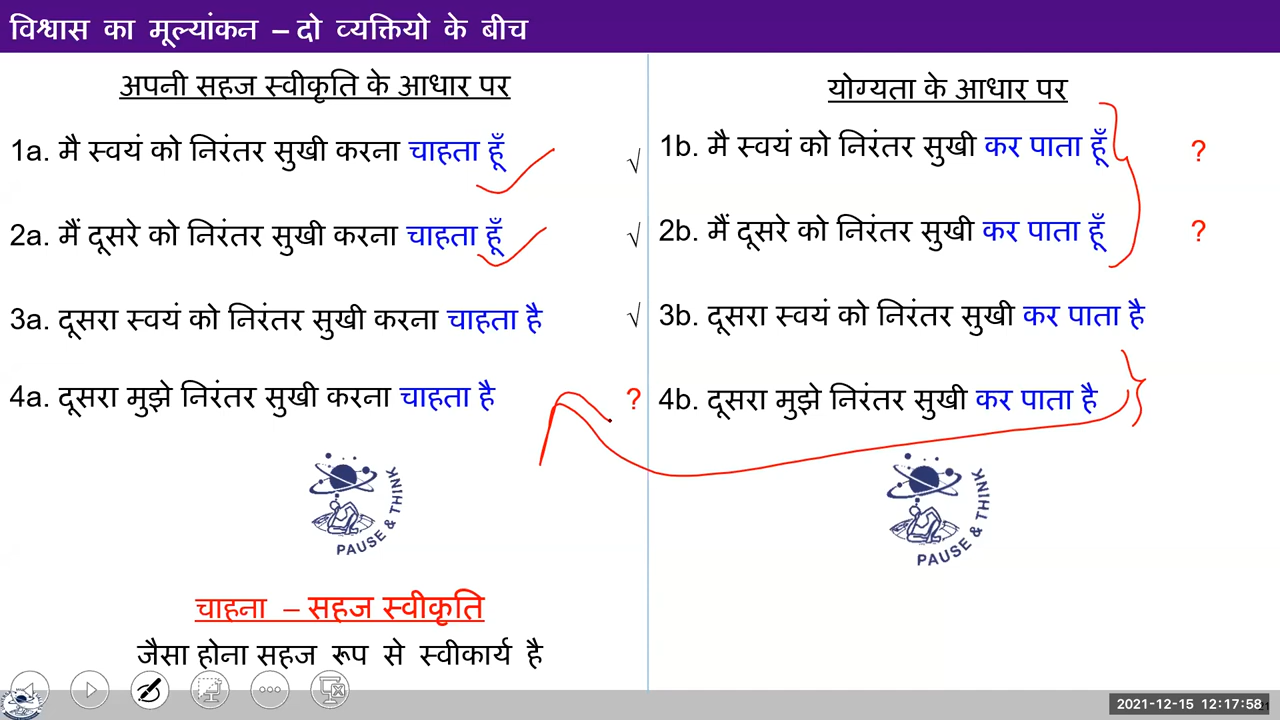 विश्वास का मूल्यांकन – दो व्यक्तियो के बीच
अपनी सहज स्वीकृति के आधार पर
1a. मै स्वयं को निरंतर सुखी करना चाहता हूँ √
2a. मैं दूसरे को निरंतर सुखी करना चाहता हूँ √
3a. दूसरा स्वयं को निरंतर सुखी करना चाहता है √
4a. दूसरा मुझे निरंतर सुखी करना चाहता है ?
PAUSE & THINK
चाहना – सहज स्वीकृति
जैसा होना सहज रूप से स्वीकार्य है
योग्यता के आधार पर
1b. मै स्वयं को निरंतर सुखी कर पाता हूँ ?
2b. मैं दूसरे को निरंतर सुखी कर पाता हूँ ?
3b. दूसरा स्वयं को निरंतर सुखी कर पाता है
4b. दूसरा मुझे निरंतर सुखी कर पाता है
PAUSE & THINK
2021-12-15 12:17:58